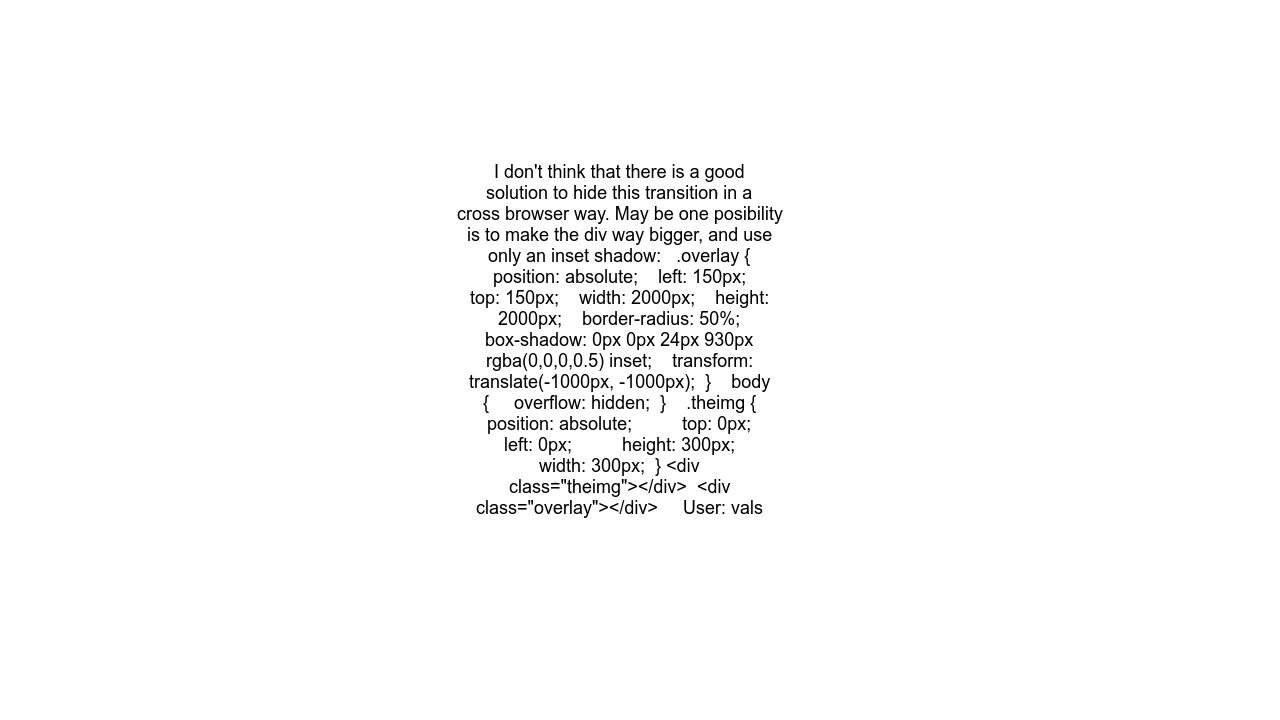 I don't think that there is a good
solution to hide this transition in a
cross browser way. May be one posibility
is to make the div way bigger, and use
only an inset shadow:   .overlay {
position: absolute;    left: 150px;
top: 150px;    width: 2000px;    height:
2000px;    border-radius: 50%;
box-shadow: 0px 0px 24px 930px
rgba(0,0,0,0.5) inset;    transform:
translate(-1000px, -1000px);  }    body
{     overflow: hidden;  }    .theimg {
position: absolute;          top: 0px;
left: 0px;          height: 300px;
width: 300px;  } <div
class="theimg"></div>  <div
class="overlay"></div>     User: vals